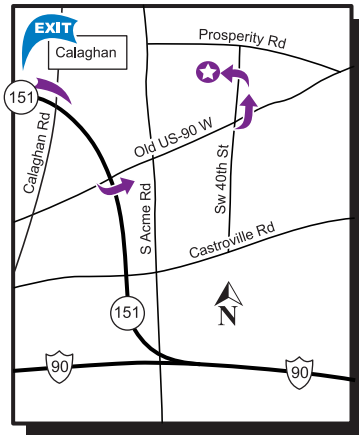 EXIT
Calaghan
Prosperity Rd
151
Calaghan Rd
Old US-90 W
Sw 40th St
S Acme Rd
Castroville Rd
151
N
90
90